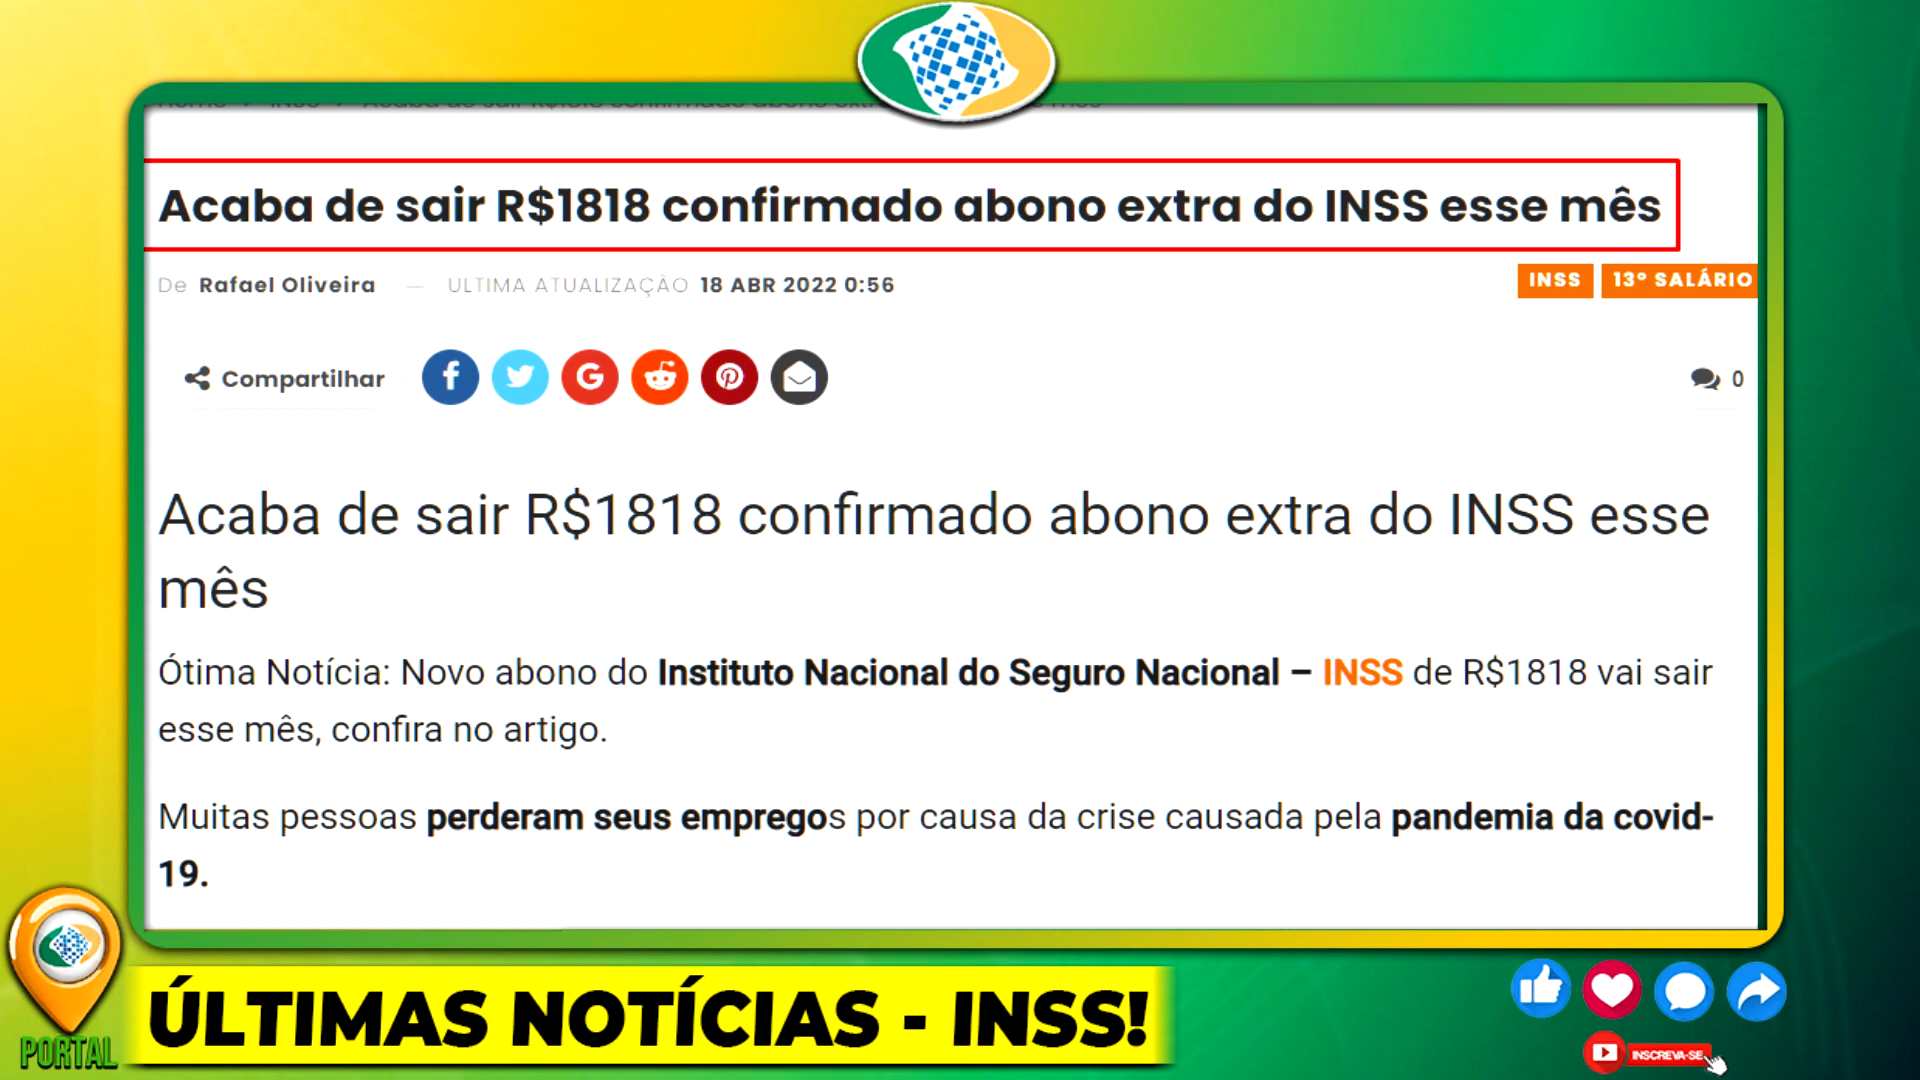 Acaba de sair R$1818 confirmado abono extra do INSS esse mês
De Rafael Oliveira — ULTIMA ATUALIZAÇÃO 18 ABR 2022 0:56
INSS 13º SALÁRIO
Compartilhar
0
Acaba de sair R$1818 confirmado abono extra do INSS esse
mês
Ótima Notícia: Novo abono do Instituto Nacional do Seguro Nacional – INSS de R$1818 vai sair
esse mês, confira no artigo.
Muitas pessoas perderam seus empregos por causa da crise causada pela pandemia da covid-
19.
PORTAL
ÚLTIMAS NOTÍCIAS - INSS!
INSCREVA-SE